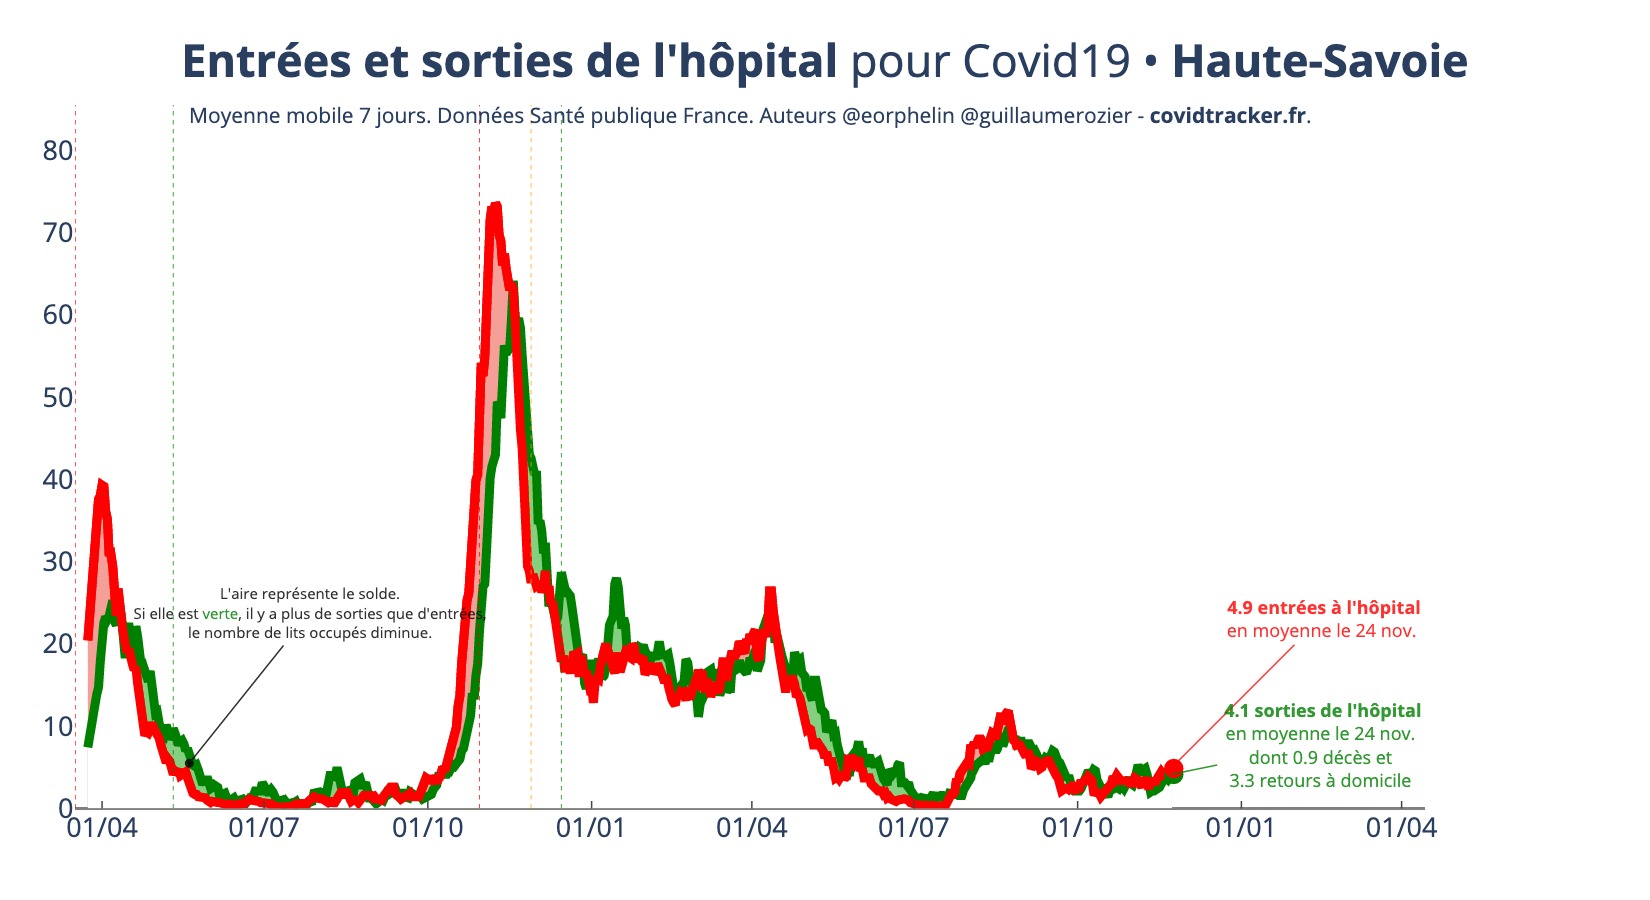 Entrées et sorties de l'hôpital pour Covid19 • Haute-Savoie
Moyenne mobile 7 jours. Données Santé publique France. Auteurs @eorphelin @guillaumerozier - covidtracker.fr.
80
70
60
50
40
30
20
10
0
L'aire représente le solde.
Si elle est verte, il y a plus de sorties que d'entrées,
le nombre de lits occupés diminue.
4.9 entrées à l'hôpital
en moyenne le 24 nov.
4.1 sorties de l'hôpital
en moyenne le 24 nov.
dont 0.9 décès et
3.3 retours à domicile
01/04 01/07 01/10 01/01 01/04 01/07 01/10 01/01 01/04